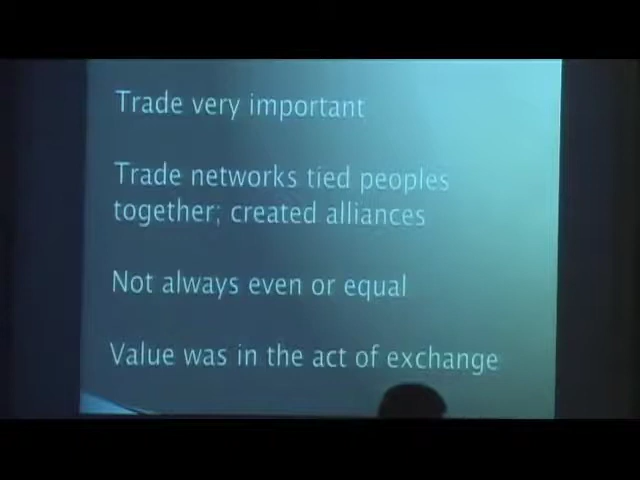 Trade very important
Trade networks tied peoples
together; created alliances
Not always even or equal
Value was in the act of exchange